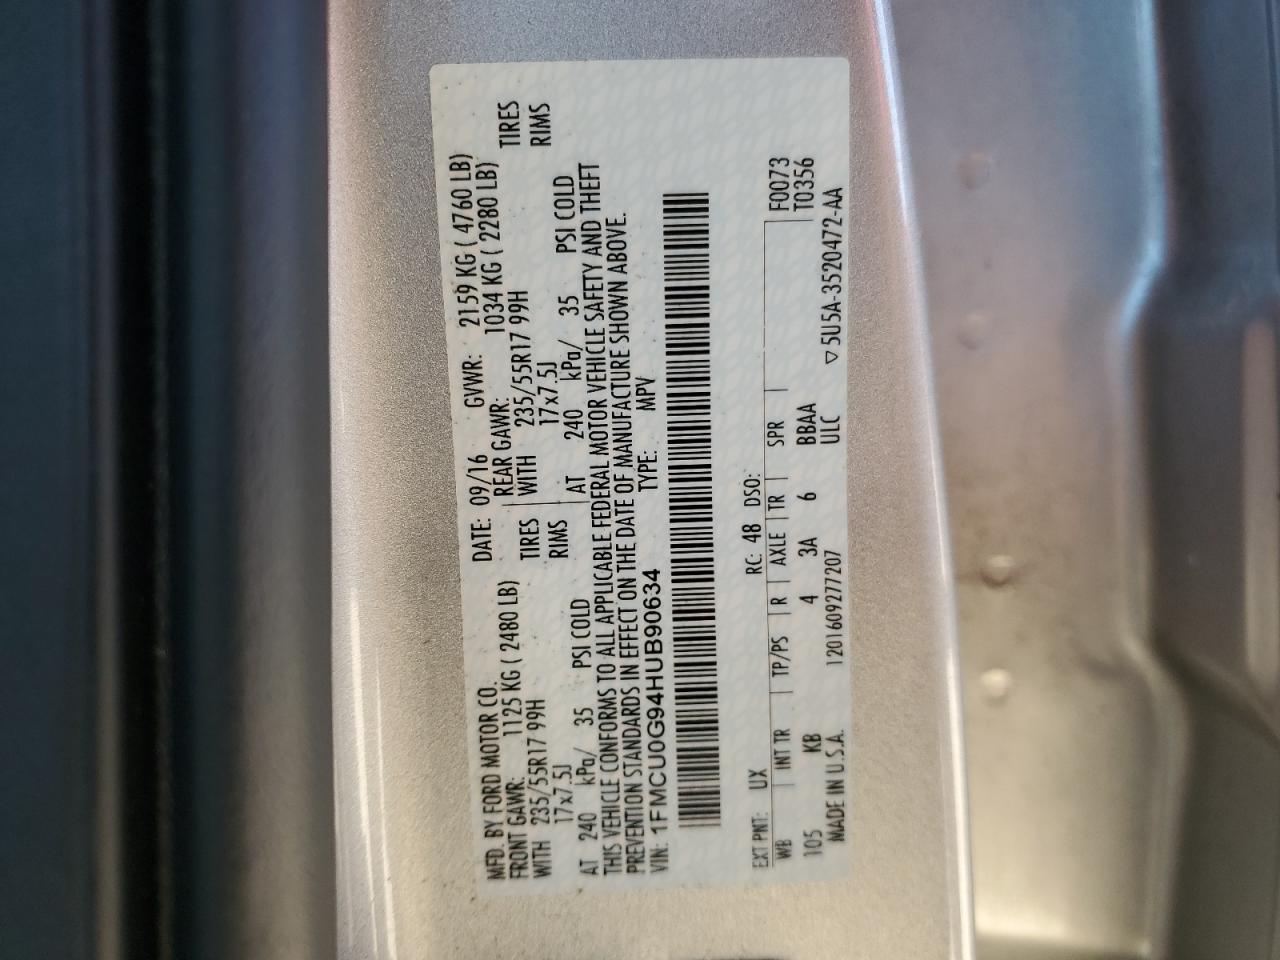 MFD. BY FORD MOTOR CO. DATE: 09/16 GVWR: 2159 KG ( 4760 LB)
FRONT GAWR: 1125 KG ( 2480 LB) REAR GAWR: 1034 KG ( 2280 LB)
WITH 235/55R17 99H TIRES WITH 235/55R17 99H TIRES
17x7.5J RIMS 17x7.5J RIMS
AT 240 kPa/ 35 PSI COLD AT 240 kPa/ 35 PSI COLD
THIS VEHICLE CONFORMS TO ALL APPLICABLE FEDERAL MOTOR VEHICLE SAFETY AND THEFT
PREVENTION STANDARDS IN EFFECT ON THE DATE OF MANUFACTURE SHOWN ABOVE.
VIN: 1FMCU0G94HUB90634 TYPE: MPV
EXT PNT: UX RC: 48 DSO: F0073
WB INT TR TP/PS R AXLE TR SPR T0356
105 KB 4 3A 6 BBAA
MADE IN U.S.A. 1201609277207 ULC ▽5U5A-3520472-AA